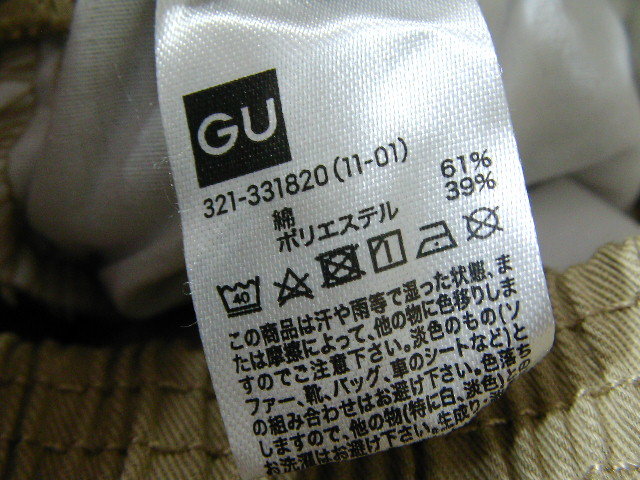 GU
321-331820 (11-01)
綿 61%
ポリエステル 39%
40
この商品は汗や雨等で湿った状態、ま
たは摩擦によって、他の物に色移りしま
すのでご注意下さい。淡色のもの(ソ
ファー、靴、バッグ、車のシートなど)と
の組み合わせはお避け下さい。色落ち
しますので、他の物(特に白、淡色)との
お洗濯はお避け下さい。生成り・